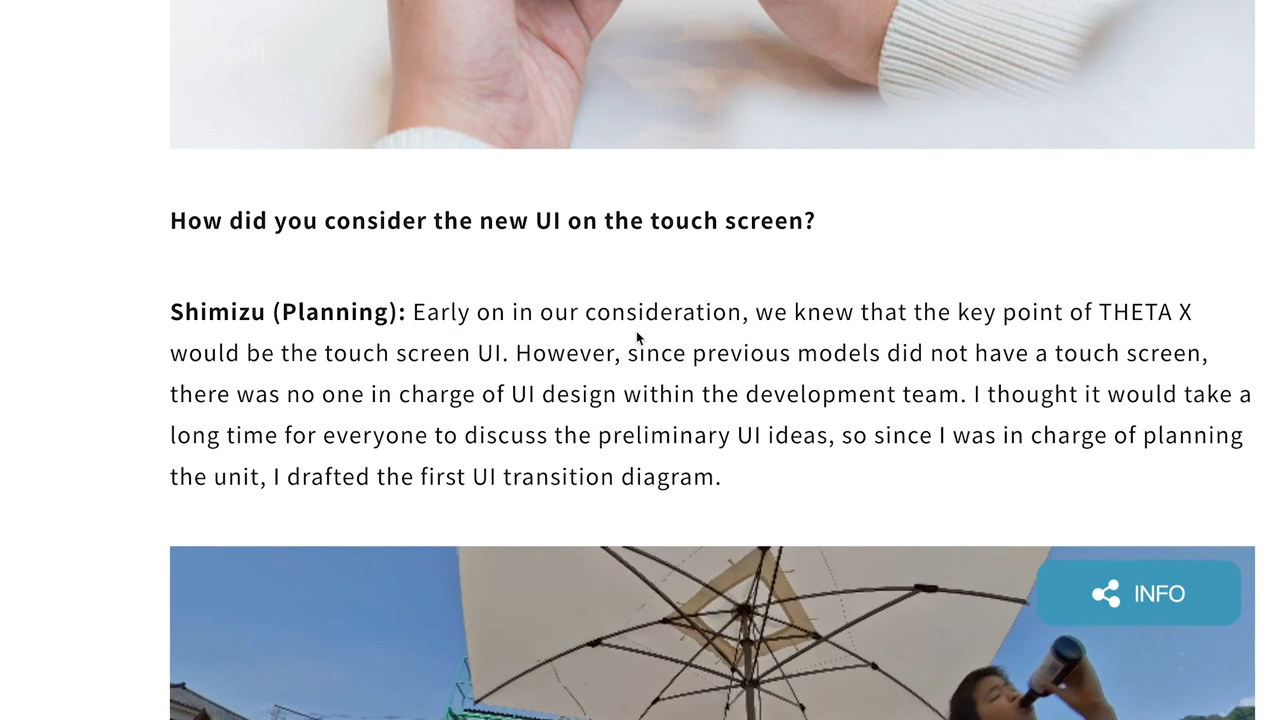 How did you consider the new UI on the touch screen?
Shimizu (Planning): Early on in our consideration, we knew that the key point of THETA X
would be the touch screen UI. However, since previous models did not have a touch screen,
there was no one in charge of UI design within the development team. I thought it would take a
long time for everyone to discuss the preliminary UI ideas, so since I was in charge of planning
the unit, I drafted the first UI transition diagram.
INFO